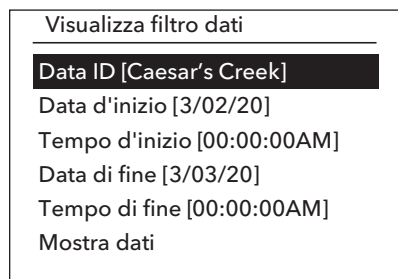 Visualizza filtro dati
Data ID [Caesar’s Creek]
Data d'inizio [3/02/20]
Tempo d'inizio [00:00:00AM]
Data di fine [3/03/20]
Tempo di fine [00:00:00AM]
Mostra dati